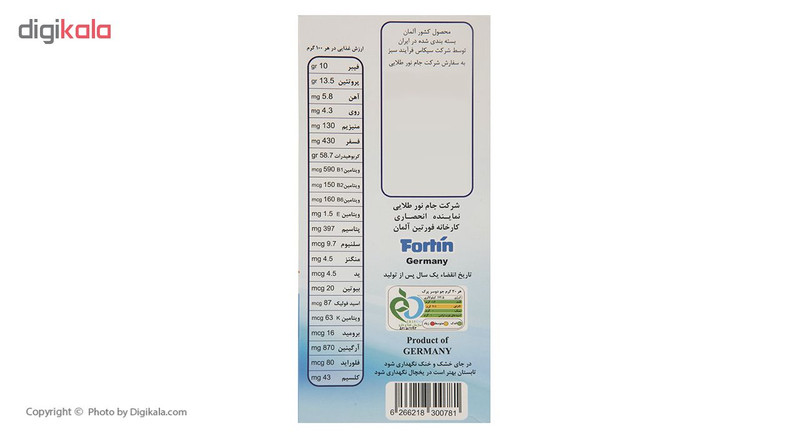 digikala
ارزش غذایی در هر ۱۰۰ گرم
فیبر 10 gr
پروتئین 13.5 gr
آهن 5.8 mg
روی 4.3 mg
منیزیم 130 mg
فسفر 430 mg
کربوهیدرات 58.7 gr
ویتامین B1 590 mcg
ویتامین B2 150 mcg
ویتامین B6 160 mcg
ویتامین E 1.5 mg
پتاسیم 397 mg
سلنیوم 9.7 mcg
منگنز 4.5 mg
ید 4.5 mcg
بیوتین 20 mcg
اسید فولیک 87 mcg
ویتامین K 63 mcg
برومید 16 mcg
آرگینین 870 mg
فلوراید 80 mcg
کلسیم 43 mg
محصول کشور آلمان
بسته بندی شده در ایران
توسط شرکت سیکاس فرآیند سبز
به سفارش شرکت جام نور طلایی
شرکت جام نور طلایی
نماینده انحصاری
کارخانه فورتین آلمان
Fortin
Germany
تاریخ انقضاء یک سال پس از تولید
Product of
GERMANY
در جای خشک و خنک نگهداری شود
تابستان بهتر است در یخچال نگهداری شود
6 266218 300781
Copyright © Photo by Digikala.com